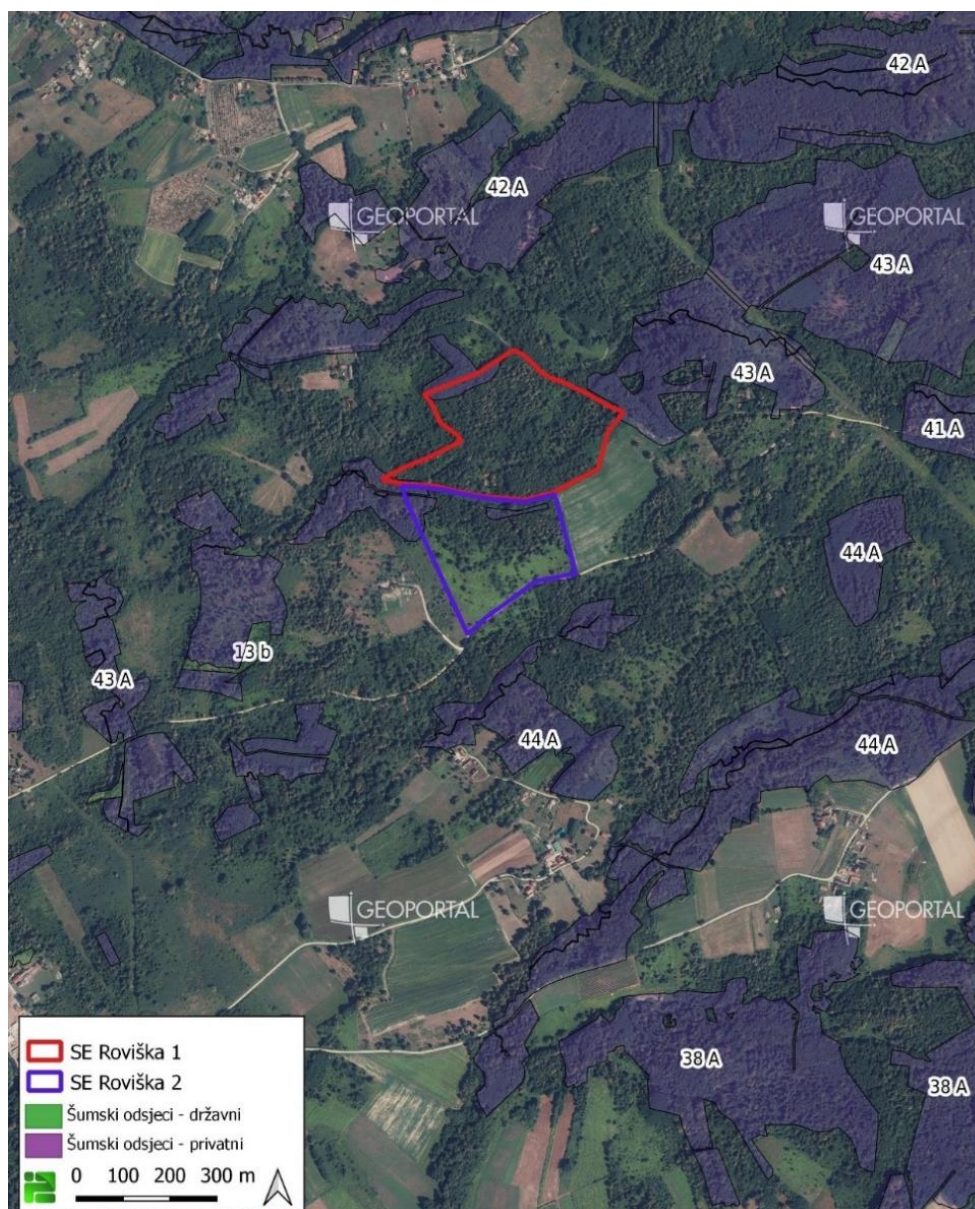 42 A
42 A
GEOPORTAL
GEOPORTAL
43 A
43 A
41 A
44 A
13 b
43 A
44 A
44 A
GEOPORTAL
GEOPORTAL
38 A
38 A
SE Roviška 1
SE Roviška 2
Šumski odsjeci - državni
Šumski odsjeci - privatni
0 100 200 300 m